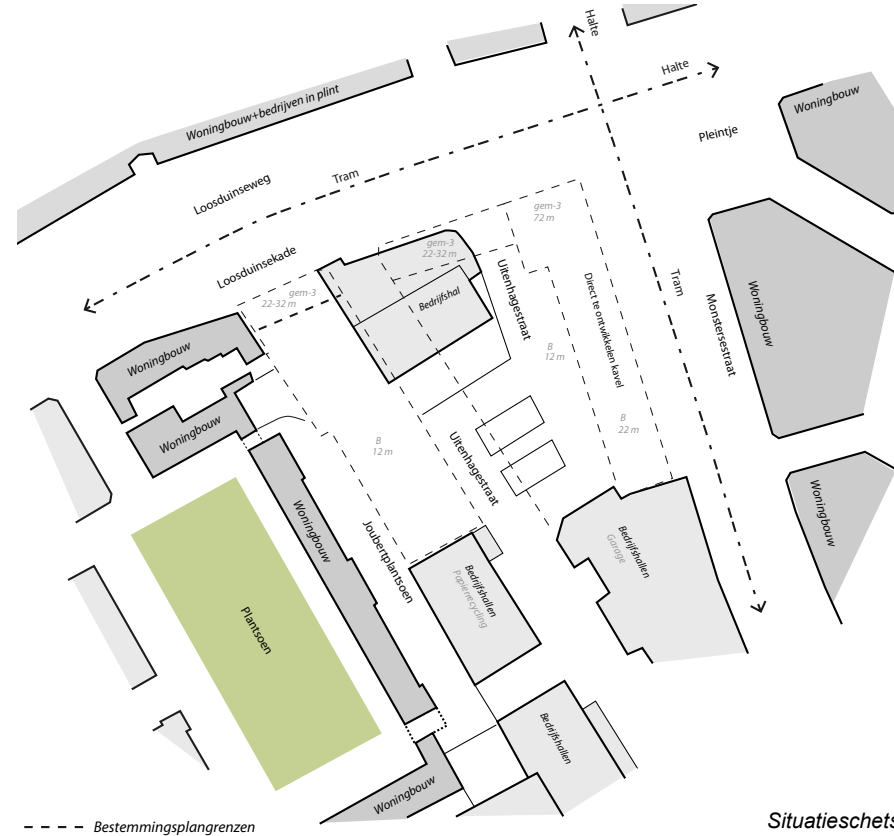 Halte
Halte
Woningbouw+bedrijven in plint
Woningbouw
Pleintje
Tram
Loosduinseweg
gem-3
72 m
gem-3
22-32 m
Loosduinsekade
gem-3
22-32 m
Uitenhagestraat
Direct te ontwikkelen kavel
Tram
Monstersestraat
Woningbouw
Bedrijfshal
Woningbouw
B
12 m
Woningbouw
B
12 m
B
22 m
Uitenhagestraat
Woningbouw
Woningbouw
Joubertplantsoen
Bedrijfshallen
Garage
Bedrijfshallen
Papierrecycling
Plantsoen
Bedrijfshallen
Woningbouw
Bestemmingsplangrenzen
Situatieschets